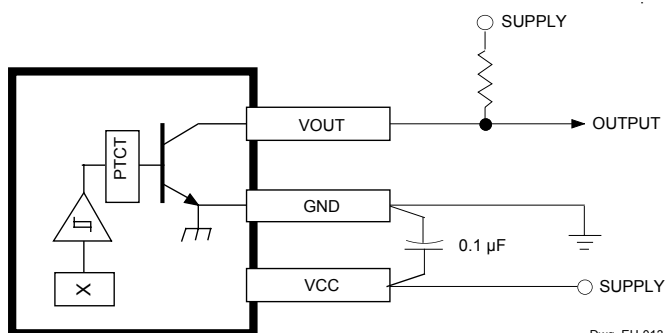 SUPPLY
VOUT
OUTPUT
PTCT
GND
0.1 µF
X
VCC
SUPPLY